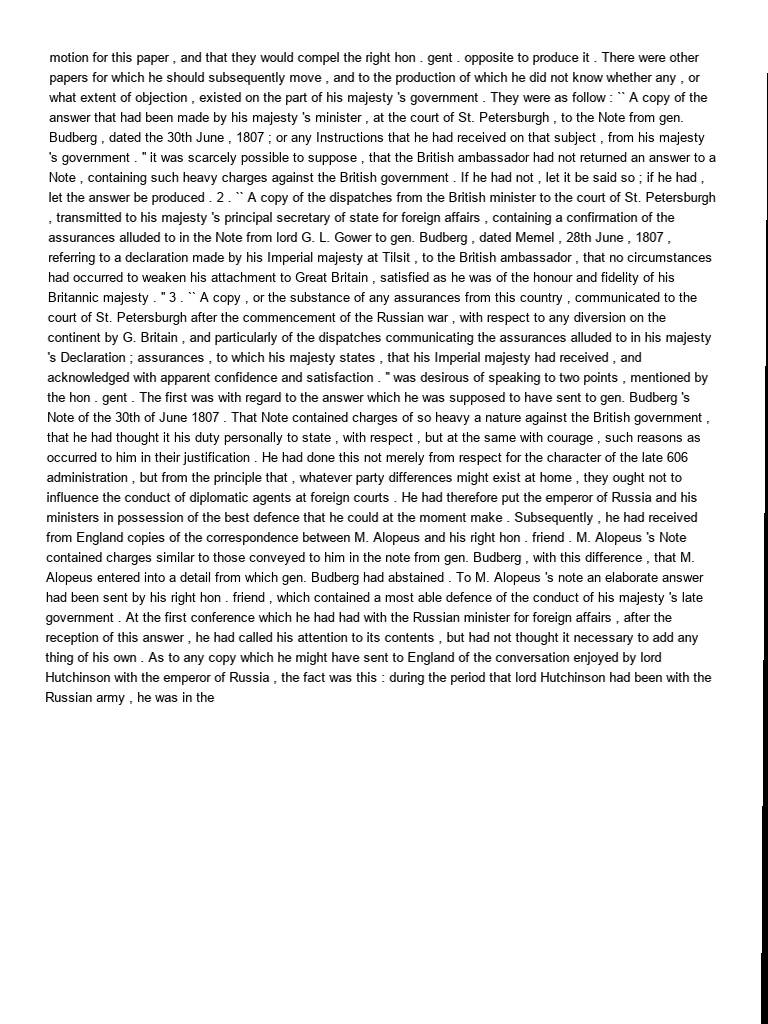 motion for this paper , and that they would compel the right hon . gent . opposite to produce it . There were other
papers for which he should subsequently move , and to the production of which he did not know whether any , or
what extent of objection , existed on the part of his majesty 's government . They were as follow : `` A copy of the
answer that had been made by his majesty 's minister , at the court of St. Petersburgh , to the Note from gen.
Budberg , dated the 30th June , 1807 ; or any Instructions that he had received on that subject , from his majesty
's government . " it was scarcely possible to suppose , that the British ambassador had not returned an answer to a
Note , containing such heavy charges against the British government . If he had not , let it be said so ; if he had ,
let the answer be produced . 2 . `` A copy of the dispatches from the British minister to the court of St. Petersburgh
, transmitted to his majesty 's principal secretary of state for foreign affairs , containing a confirmation of the
assurances alluded to in the Note from lord G. L. Gower to gen. Budberg , dated Memel , 28th June , 1807 ,
referring to a declaration made by his Imperial majesty at Tilsit , to the British ambassador , that no circumstances
had occurred to weaken his attachment to Great Britain , satisfied as he was of the honour and fidelity of his
Britannic majesty . " 3 . `` A copy , or the substance of any assurances from this country , communicated to the
court of St. Petersburgh after the commencement of the Russian war , with respect to any diversion on the
continent by G. Britain , and particularly of the dispatches communicating the assurances alluded to in his majesty
's Declaration ; assurances , to which his majesty states , that his Imperial majesty had received , and
acknowledged with apparent confidence and satisfaction . " was desirous of speaking to two points , mentioned by
the hon . gent . The first was with regard to the answer which he was supposed to have sent to gen. Budberg 's
Note of the 30th of June 1807 . That Note contained charges of so heavy a nature against the British government ,
that he had thought it his duty personally to state , with respect , but at the same with courage , such reasons as
occurred to him in their justification . He had done this not merely from respect for the character of the late 606
administration , but from the principle that , whatever party differences might exist at home , they ought not to
influence the conduct of diplomatic agents at foreign courts . He had therefore put the emperor of Russia and his
ministers in possession of the best defence that he could at the moment make . Subsequently , he had received
from England copies of the correspondence between M. Alopeus and his right hon . friend . M. Alopeus 's Note
contained charges similar to those conveyed to him in the note from gen. Budberg , with this difference , that M.
Alopeus entered into a detail from which gen. Budberg had abstained . To M. Alopeus 's note an elaborate answer
had been sent by his right hon . friend , which contained a most able defence of the conduct of his majesty 's late
government . At the first conference which he had had with the Russian minister for foreign affairs , after the
reception of this answer , he had called his attention to its contents , but had not thought it necessary to add any
thing of his own . As to any copy which he might have sent to England of the conversation enjoyed by lord
Hutchinson with the emperor of Russia , the fact was this : during the period that lord Hutchinson had been with the
Russian army , he was in the